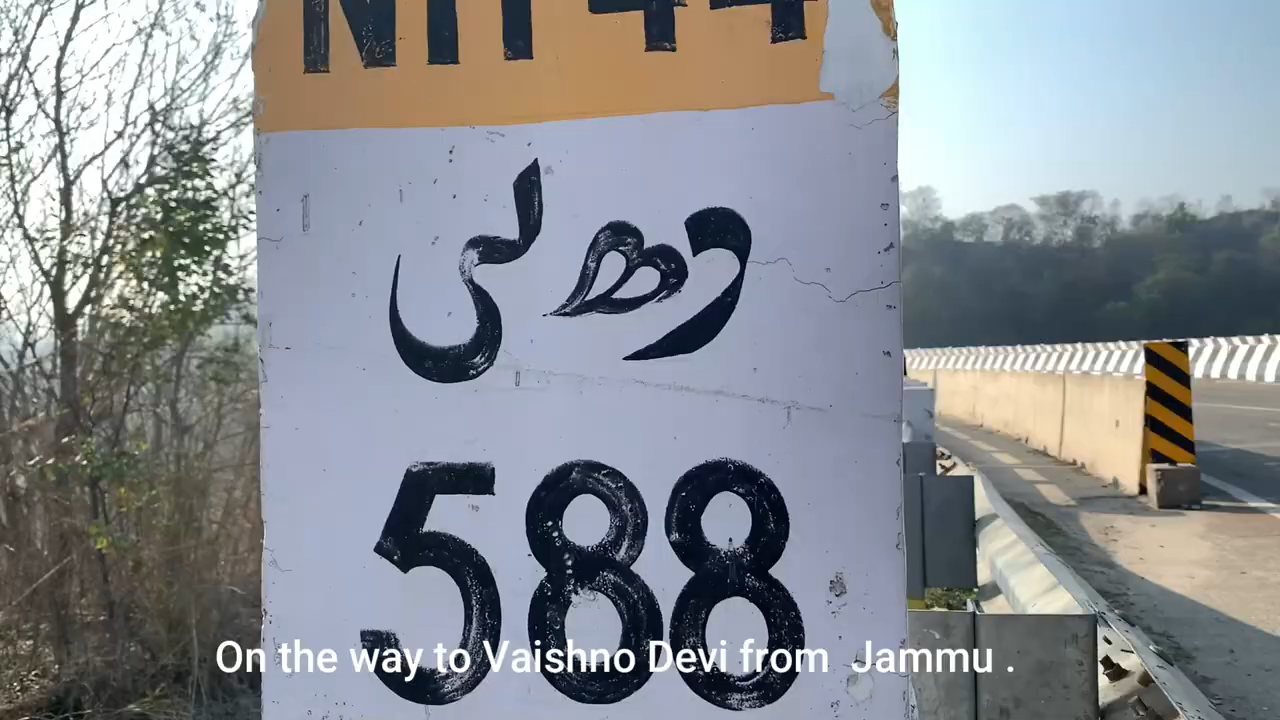 NH 44
دھلی
588
On the way to Vaishno Devi from Jammu .